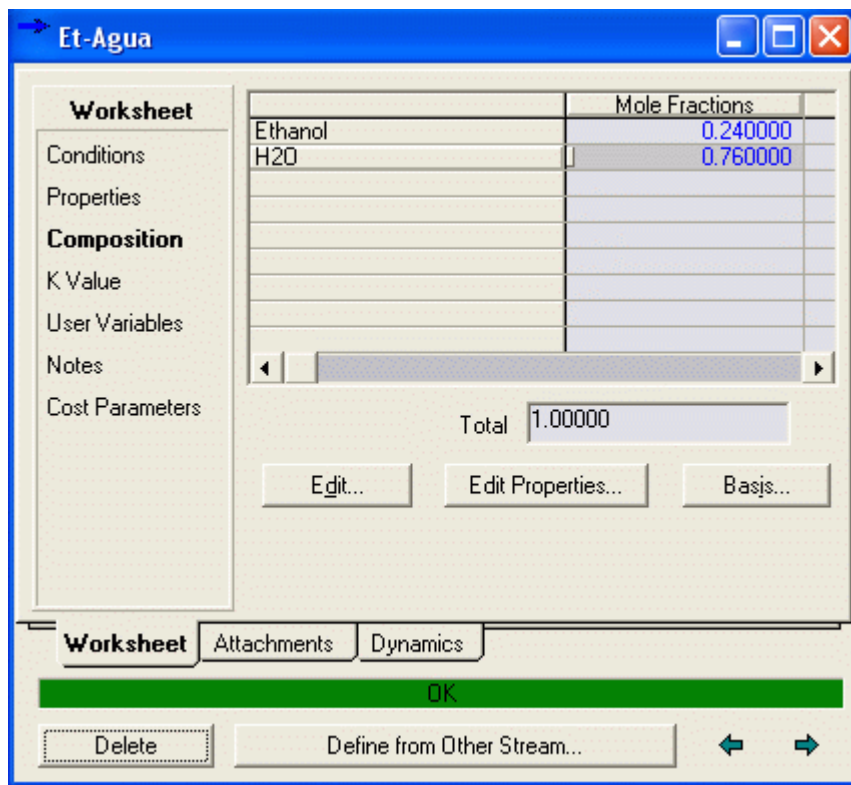 Et-Agua
Worksheet
Conditions
Properties
Composition
K Value
User Variables
Notes
Cost Parameters
Mole Fractions
Ethanol 0.240000
H2O 0.760000
Total 1.00000
Edit... Edit Properties... Basis...
Worksheet Attachments Dynamics
OK
Delete Define from Other Stream...